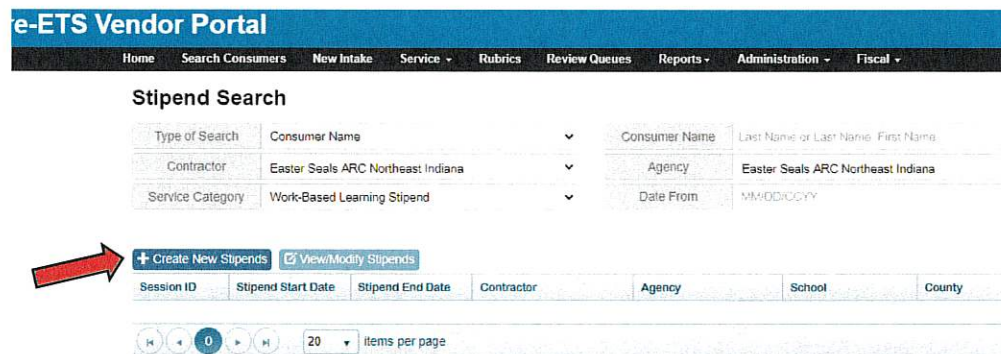 e-ETS Vendor Portal
Home Search Consumers New Intake Service Rubrics Review Queues Reports Administration Fiscal
Stipend Search
Type of Search Consumer Name Consumer Name Last Name or Last Name, First Name
Contractor Easter Seals ARC Northeast Indiana Agency Easter Seals ARC Northeast Indiana
Service Category Work-Based Learning Stipend Date From MM/DD/CCYY
+ Create New Stipends View/Modify Stipends
Session ID Stipend Start Date Stipend End Date Contractor Agency School County
0 20 items per page